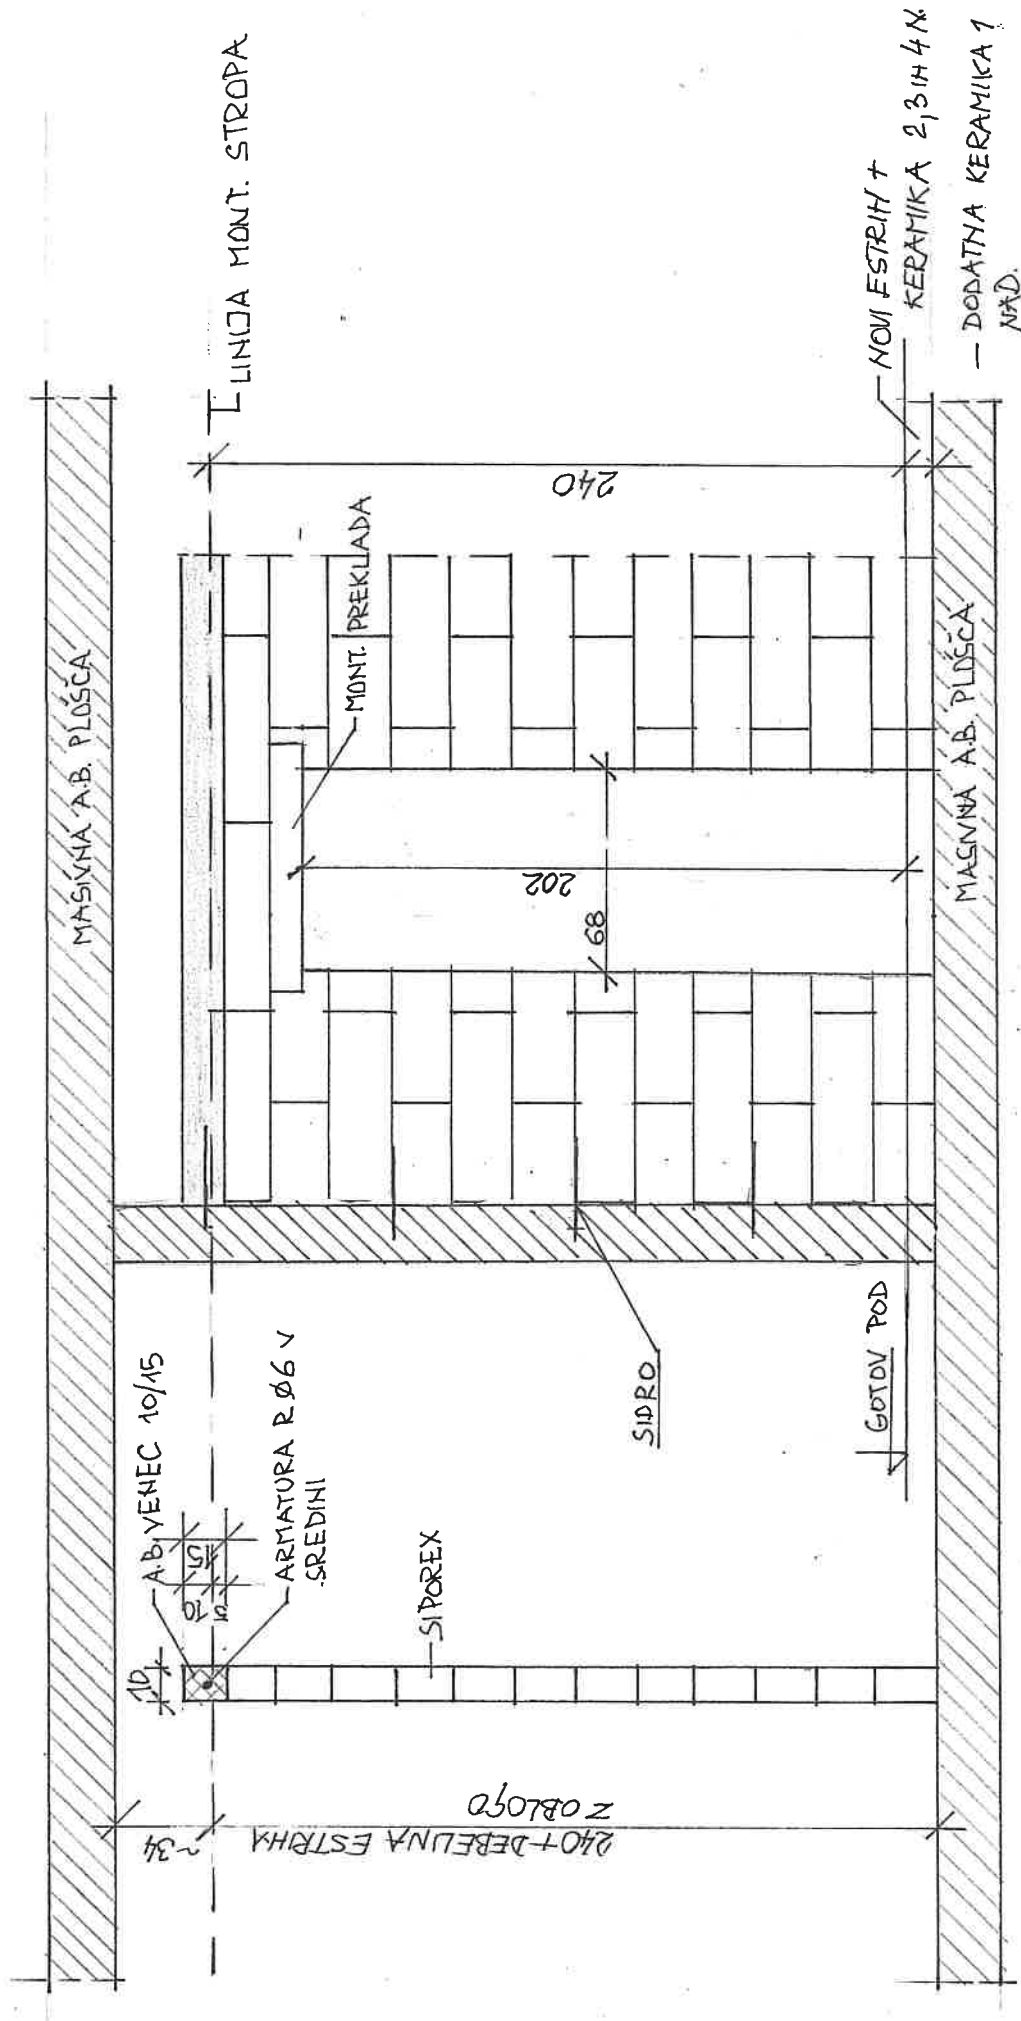 MASIVNA A.B. PLOŠČA
LINIJA MONT. STROPA
A.B. VENEC 10/15
10
10
5
15
ARMATURA R Ø6 V
SREDINI
SIPOREX
~34
240 + DEBELINA ESTRIHA
Z OBLOGO
SIDRO
GOTOV POD
MONT. PREKLADA
68
202
240
NOVI ESTRIH +
KERAMIKA 2,3 IN 4 N.
— DODATNA KERAMIKA 1
NAD.
MASIVNA A.B. PLOŠČA